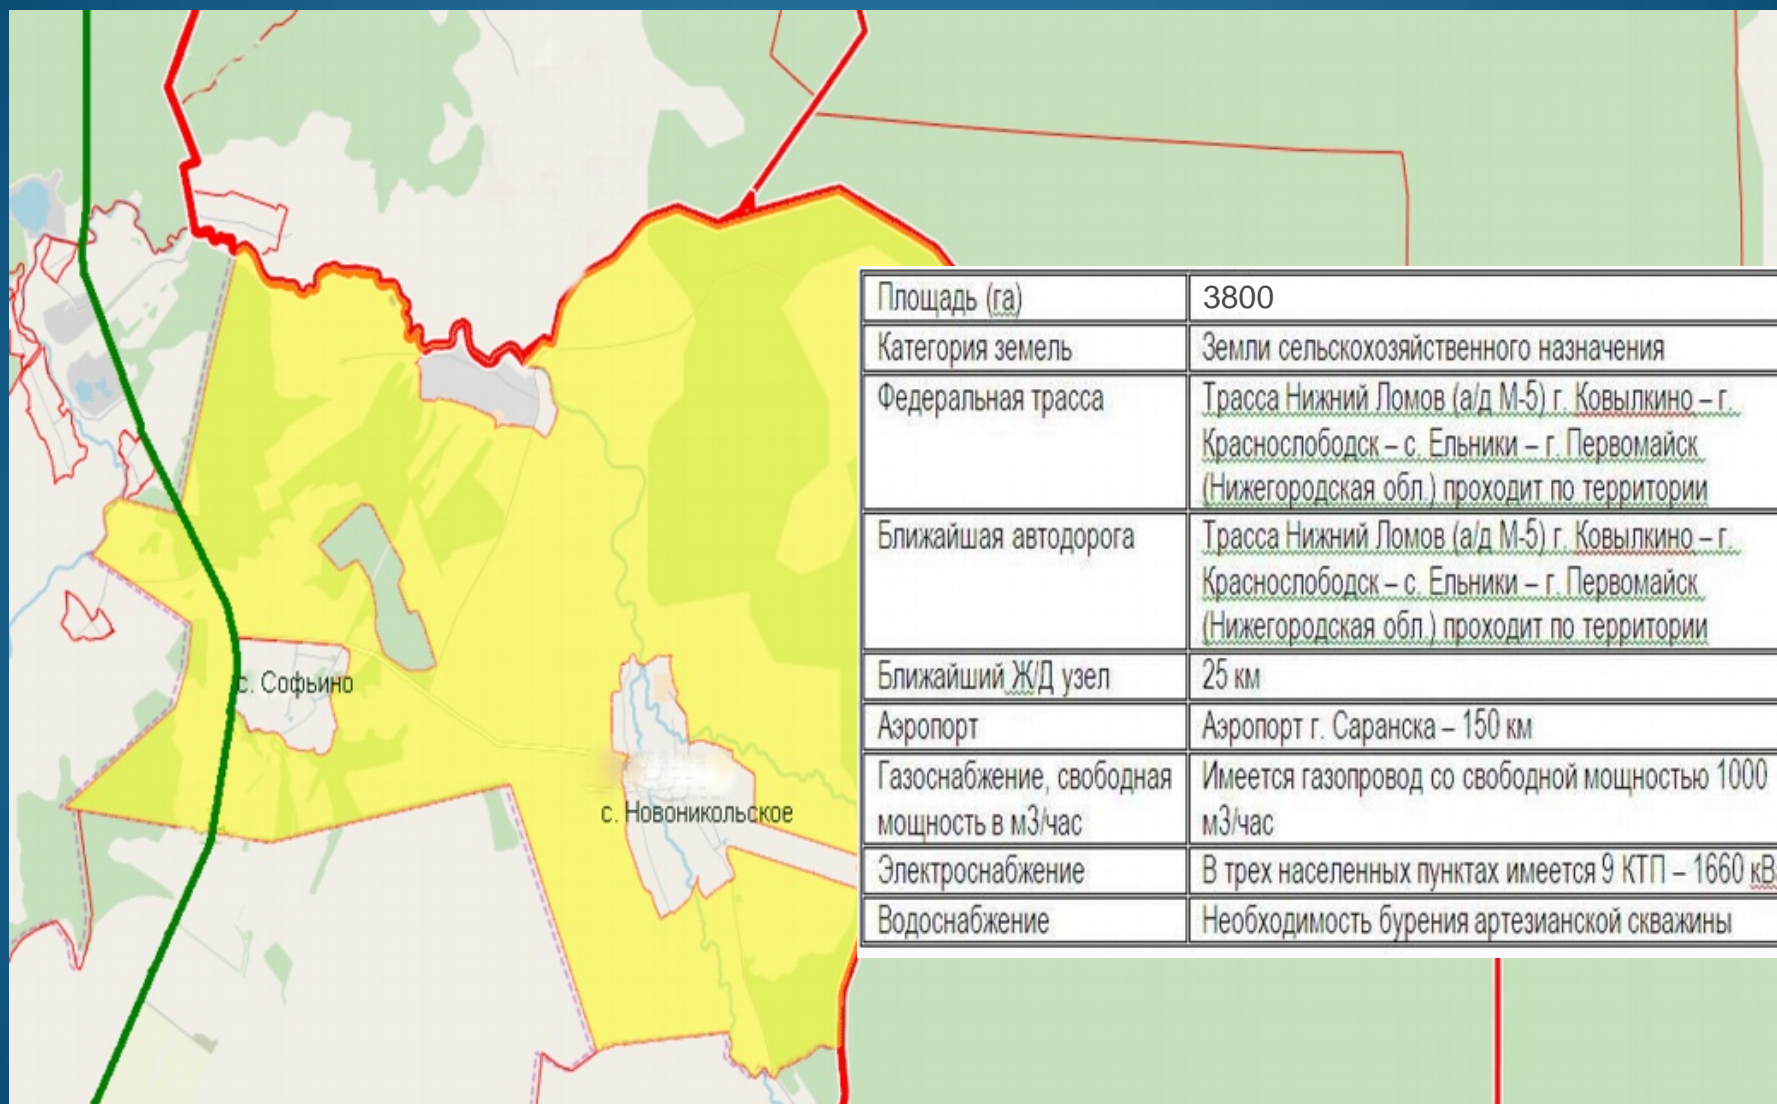 с. Софьино
с. Новоникольское
Площадь (га) 3800
Категория земель Земли сельскохозяйственного назначения
Федеральная трасса Трасса Нижний Ломов (а/д М-5) г. Ковылкино – г.
Краснослободск – с. Ельники – г. Первомайск
(Нижегородская обл.) проходит по территории
Ближайшая автодорога Трасса Нижний Ломов (а/д М-5) г. Ковылкино – г.
Краснослободск – с. Ельники – г. Первомайск
(Нижегородская обл.) проходит по территории
Ближайший Ж/Д узел 25 км
Аэропорт Аэропорт г. Саранска – 150 км
Газоснабжение, свободная Имеется газопровод со свободной мощностью 1000
мощность в м3/час м3/час
Электроснабжение В трех населенных пунктах имеется 9 КТП – 1660 кВ
Водоснабжение Необходимость бурения артезианской скважины